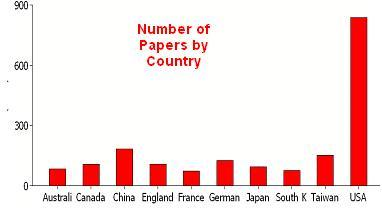 900
Number of
Papers by
Country
600
300
0
Australi Canada China England France German Japan South K Taiwan USA